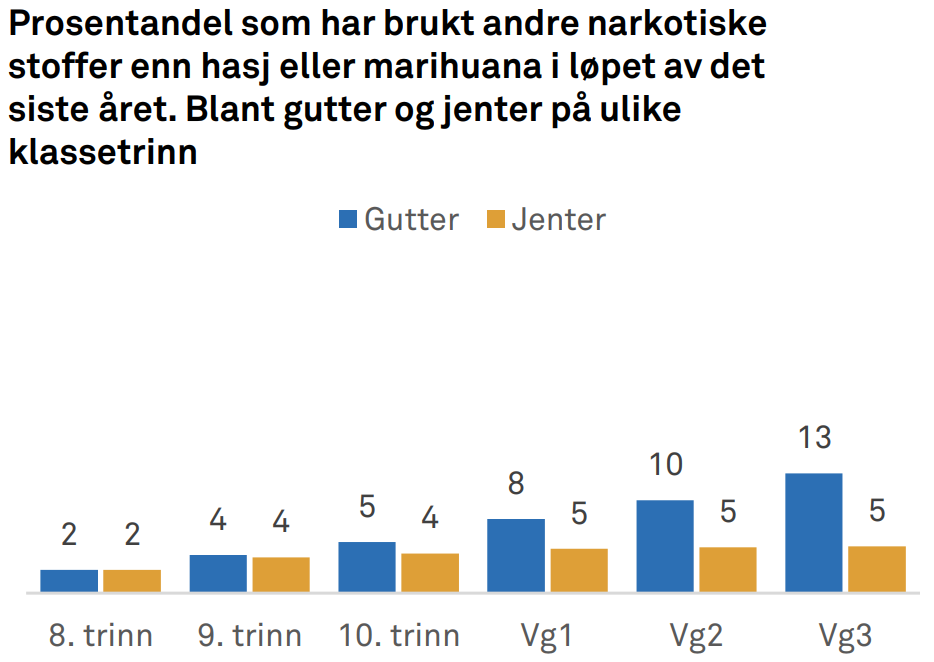 Prosentandel som har brukt andre narkotiske
stoffer enn hasj eller marihuana i løpet av det
siste året. Blant gutter og jenter på ulike
klassetrinn
Gutter Jenter
2 2 4 4 5 4 8 5 10 5 13 5
8. trinn 9. trinn 10. trinn Vg1 Vg2 Vg3